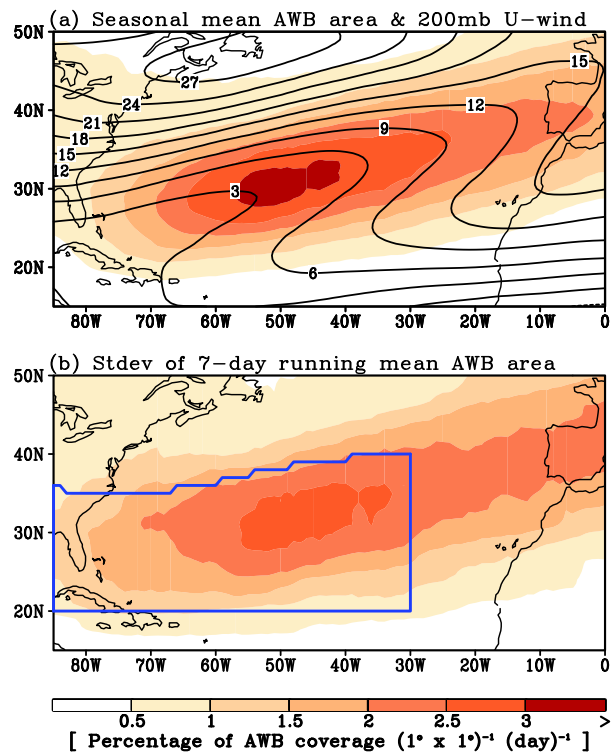 (a) Seasonal mean AWB area & 200mb U-wind
50N
40N
30N
20N
27
24
21
18
15
12
15
12
9
3
6
80W 70W 60W 50W 40W 30W 20W 10W 0
(b) Stdev of 7-day running mean AWB area
50N
40N
30N
20N
80W 70W 60W 50W 40W 30W 20W 10W 0
0.5 1 1.5 2 2.5 3 >
[ Percentage of AWB coverage (1° x 1°)⁻¹ (day)⁻¹ ]